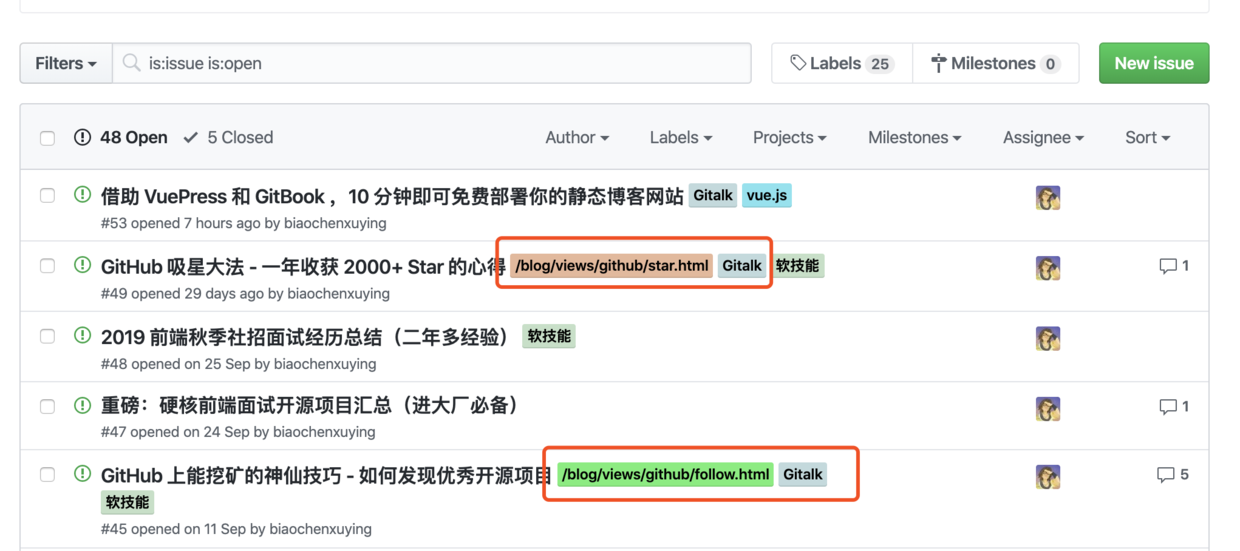 Filters is:issue is:open Labels 25 Milestones 0 New issue
48 Open 5 Closed Author Labels Projects Milestones Assignee Sort
借助 VuePress 和 GitBook ，10 分钟即可免费部署你的静态博客网站 Gitalk vue.js
#53 opened 7 hours ago by biaochenxuying
GitHub 吸星大法 - 一年收获 2000+ Star 的心得 /blog/views/github/star.html Gitalk 软技能 1
#49 opened 29 days ago by biaochenxuying
2019 前端秋季社招面试经历总结（二年多经验） 软技能
#48 opened on 25 Sep by biaochenxuying
重磅：硬核前端面试开源项目汇总（进大厂必备） 1
#47 opened on 24 Sep by biaochenxuying
GitHub 上能挖矿的神仙技巧 - 如何发现优秀开源项目 /blog/views/github/follow.html Gitalk 5
软技能
#45 opened on 11 Sep by biaochenxuying